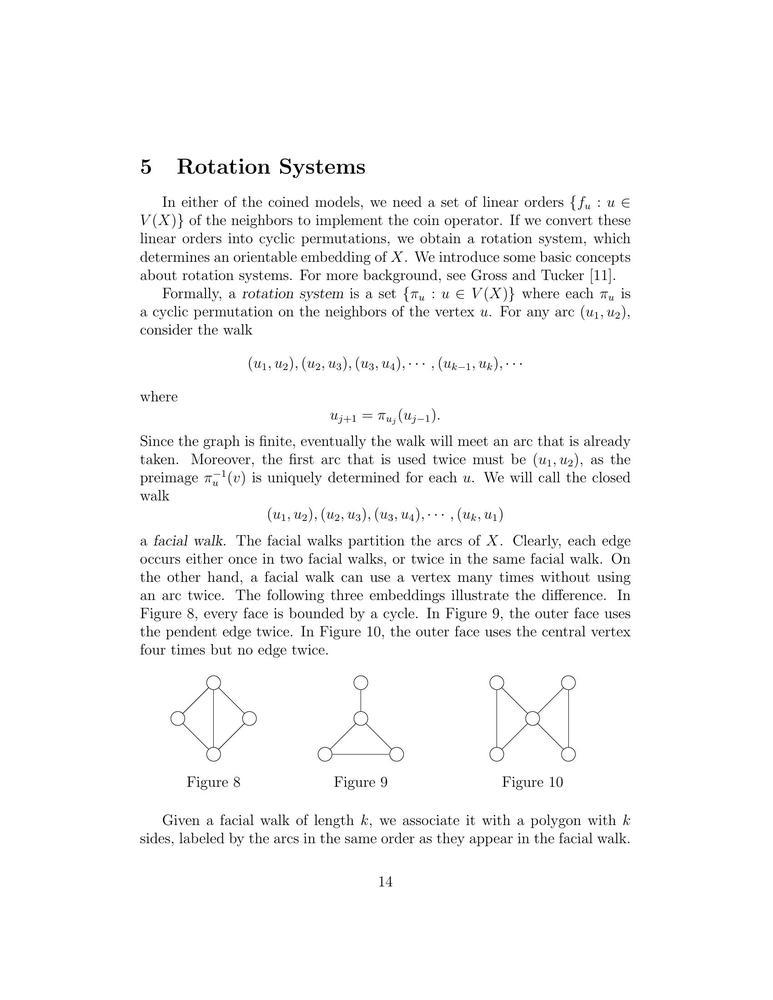 5 Rotation Systems
In either of the coined models, we need a set of linear orders {f_u : u ∈
V(X)} of the neighbors to implement the coin operator. If we convert these
linear orders into cyclic permutations, we obtain a rotation system, which
determines an orientable embedding of X. We introduce some basic concepts
about rotation systems. For more background, see Gross and Tucker [11].
Formally, a rotation system is a set {π_u : u ∈ V(X)} where each π_u is
a cyclic permutation on the neighbors of the vertex u. For any arc (u_1, u_2),
consider the walk
(u_1, u_2), (u_2, u_3), (u_3, u_4), ··· , (u_{k−1}, u_k), ···
where
u_{j+1} = π_{u_j}(u_{j−1}).
Since the graph is finite, eventually the walk will meet an arc that is already
taken. Moreover, the first arc that is used twice must be (u_1, u_2), as the
preimage π_u^{−1}(v) is uniquely determined for each u. We will call the closed
walk
(u_1, u_2), (u_2, u_3), (u_3, u_4), ··· , (u_k, u_1)
a facial walk. The facial walks partition the arcs of X. Clearly, each edge
occurs either once in two facial walks, or twice in the same facial walk. On
the other hand, a facial walk can use a vertex many times without using
an arc twice. The following three embeddings illustrate the difference. In
Figure 8, every face is bounded by a cycle. In Figure 9, the outer face uses
the pendent edge twice. In Figure 10, the outer face uses the central vertex
four times but no edge twice.
Figure 8 Figure 9 Figure 10
Given a facial walk of length k, we associate it with a polygon with k
sides, labeled by the arcs in the same order as they appear in the facial walk.
14